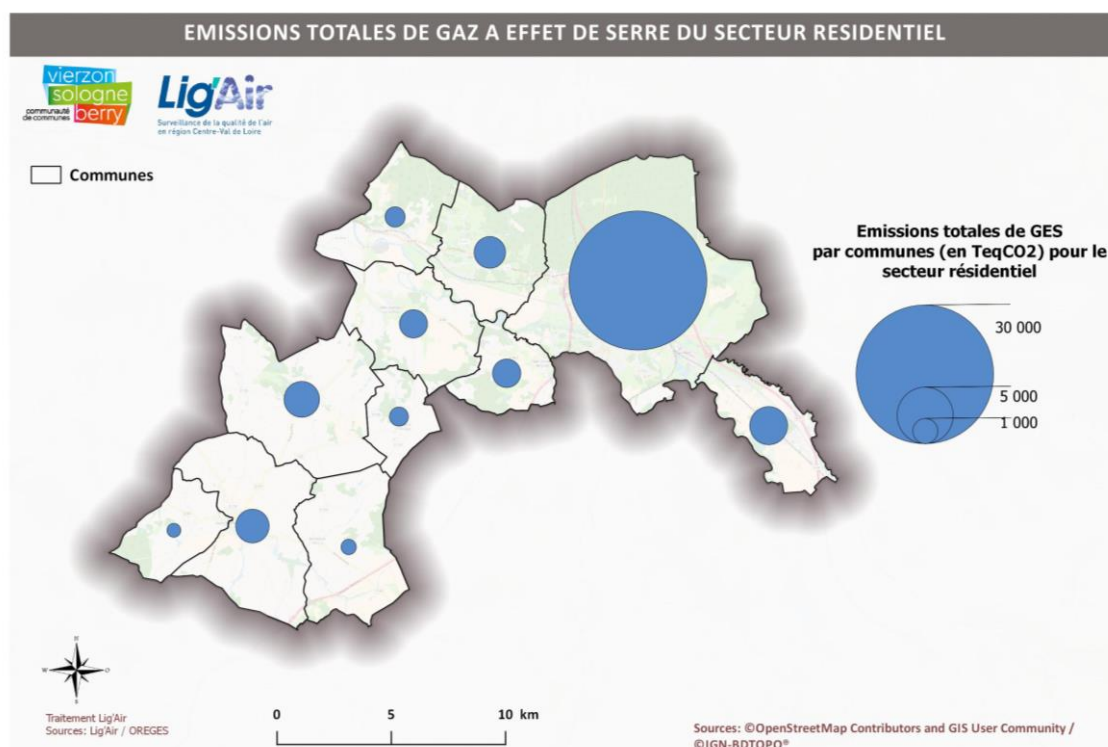 EMISSIONS TOTALES DE GAZ A EFFET DE SERRE DU SECTEUR RESIDENTIEL
vierzon
sologne
berry
communauté
de communes
Lig'Air
Surveillance de la qualité de l'air
en région Centre-Val de Loire
Communes
Emissions totales de GES
par communes (en TeqCO2) pour le
secteur résidentiel
30 000
5 000
1 000
N
W
O
S
Traitement Lig'Air
Sources: Lig'Air / OREGES
0 5 10 km
Sources: ©OpenStreetMap Contributors and GIS User Community /
©IGN-BDTOPO®